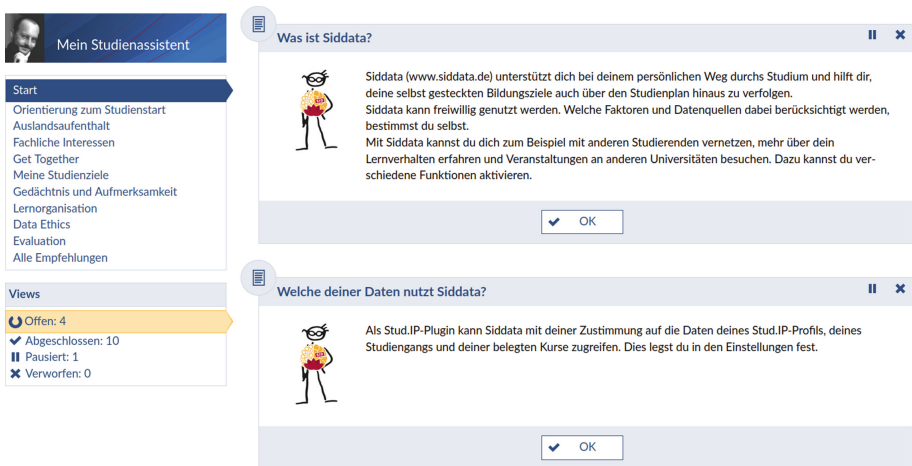 Mein Studienassistent
Start
Orientierung zum Studienstart
Auslandsaufenthalt
Fachliche Interessen
Get Together
Meine Studienziele
Gedächtnis und Aufmerksamkeit
Lernorganisation
Data Ethics
Evaluation
Alle Empfehlungen
Views
Offen: 4
Abgeschlossen: 10
Pausiert: 1
Verworfen: 0
Was ist Siddata?
Siddata (www.siddata.de) unterstützt dich bei deinem persönlichen Weg durchs Studium und hilft dir,
deine selbst gesteckten Bildungsziele auch über den Studienplan hinaus zu verfolgen.
Siddata kann freiwillig genutzt werden. Welche Faktoren und Datenquellen dabei berücksichtigt werden,
bestimmst du selbst.
Mit Siddata kannst du dich zum Beispiel mit anderen Studierenden vernetzen, mehr über dein
Lernverhalten erfahren und Veranstaltungen an anderen Universitäten besuchen. Dazu kannst du ver-
schiedene Funktionen aktivieren.
OK
Welche deiner Daten nutzt Siddata?
Als Stud.IP-Plugin kann Siddata mit deiner Zustimmung auf die Daten deines Stud.IP-Profils, deines
Studiengangs und deiner belegten Kurse zugreifen. Dies legst du in den Einstellungen fest.
OK